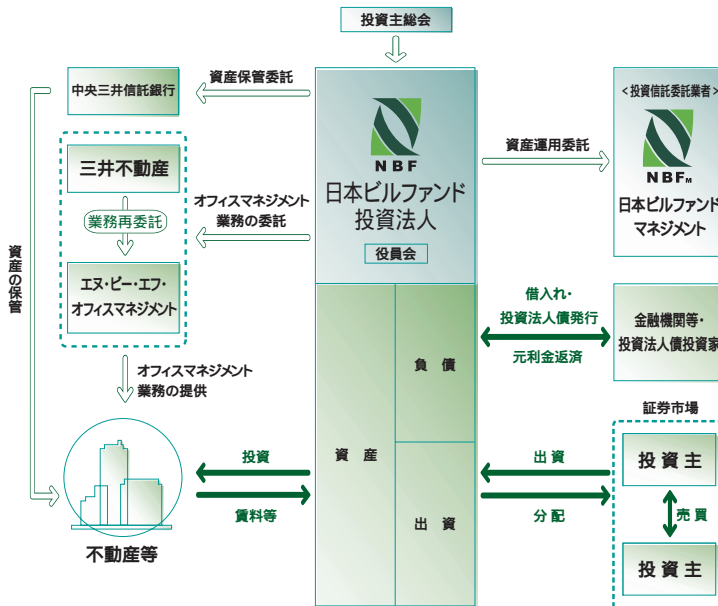 投資主総会
資産保管委託
中央三井信託銀行
三井不動産
業務再委託
エヌ・ビー・エフ・
オフィスマネジメント
オフィスマネジメント
業務の委託
資産の保管
オフィスマネジメント
業務の提供
不動産等
投資
賃料等
NBF
日本ビルファンド
投資法人
役員会
資産
負債
出資
資産運用委託
<投資信託委託業者>
NBFM
日本ビルファンド
マネジメント
借入れ・
投資法人債発行
元利金返済
金融機関等・
投資法人債投資家
証券市場
出資
分配
投資主
売買
投資主